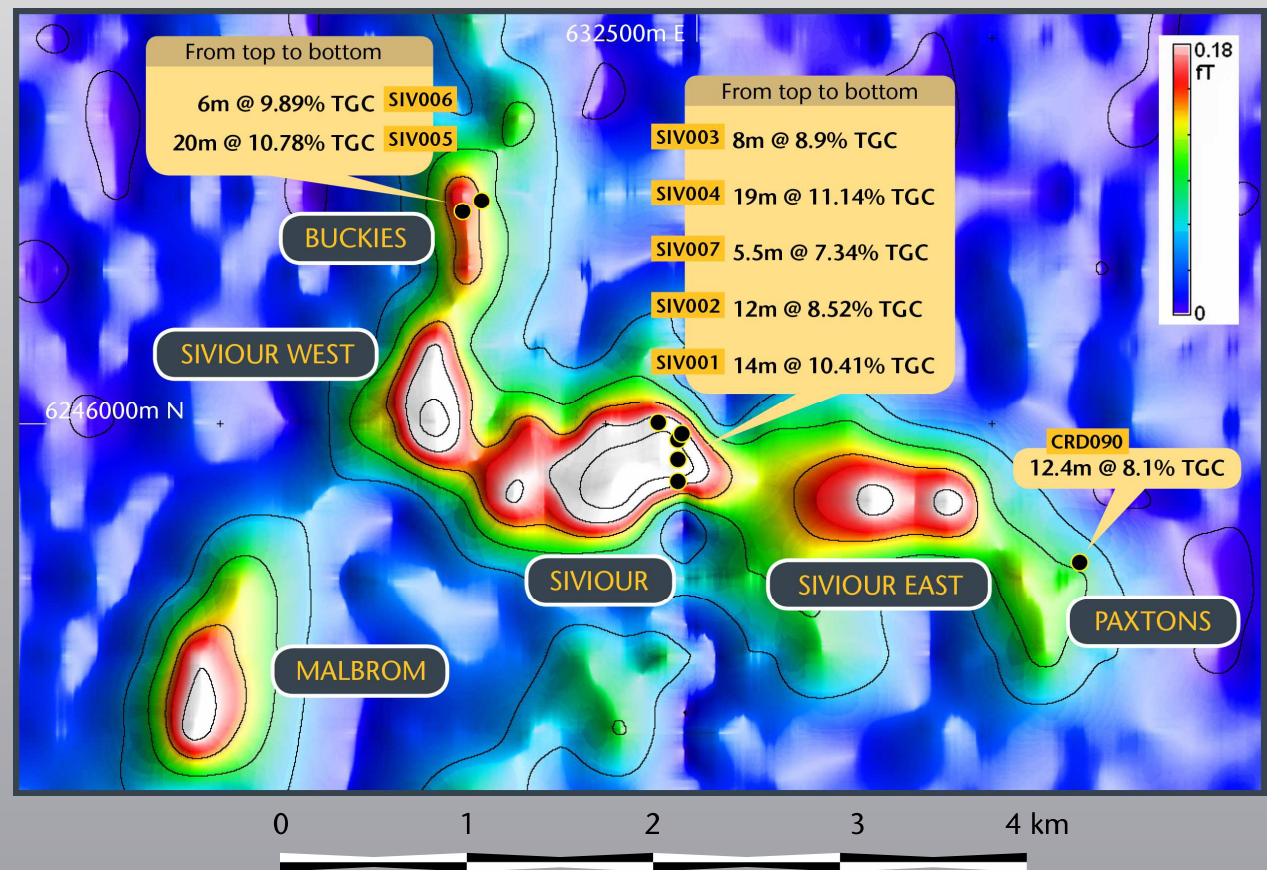 632500m E
0.18
fT
0
From top to bottom
6m @ 9.89% TGC SIV006
20m @ 10.78% TGC SIV005
From top to bottom
SIV003 8m @ 8.9% TGC
SIV004 19m @ 11.14% TGC
SIV007 5.5m @ 7.34% TGC
SIV002 12m @ 8.52% TGC
SIV001 14m @ 10.41% TGC
BUCKIES
SIVIOUR WEST
6246000m N
CRD090
12.4m @ 8.1% TGC
SIVIOUR
SIVIOUR EAST
PAXTONS
MALBROM
0 1 2 3 4 km